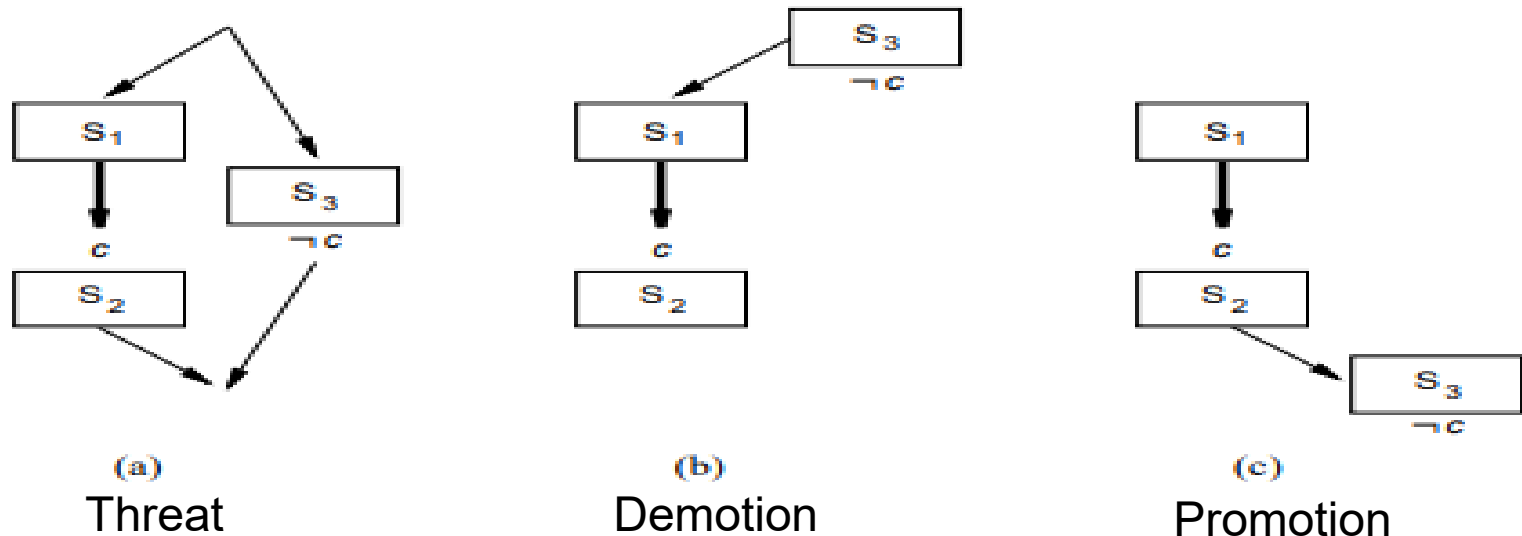 S3
¬c
S1
c
S2
S3
¬c
(a)
Threat
S1
c
S2
(b)
Demotion
S1
c
S2
S3
¬c
(c)
Promotion